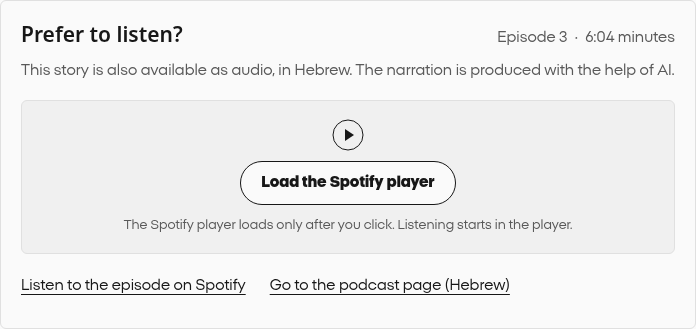 Prefer to listen?
Episode 3 · 6:04 minutes
This story is also available as audio, in Hebrew. The narration is produced with the help of AI.
Load the Spotify player
The Spotify player loads only after you click. Listening starts in the player.
Listen to the episode on Spotify
Go to the podcast page (Hebrew)